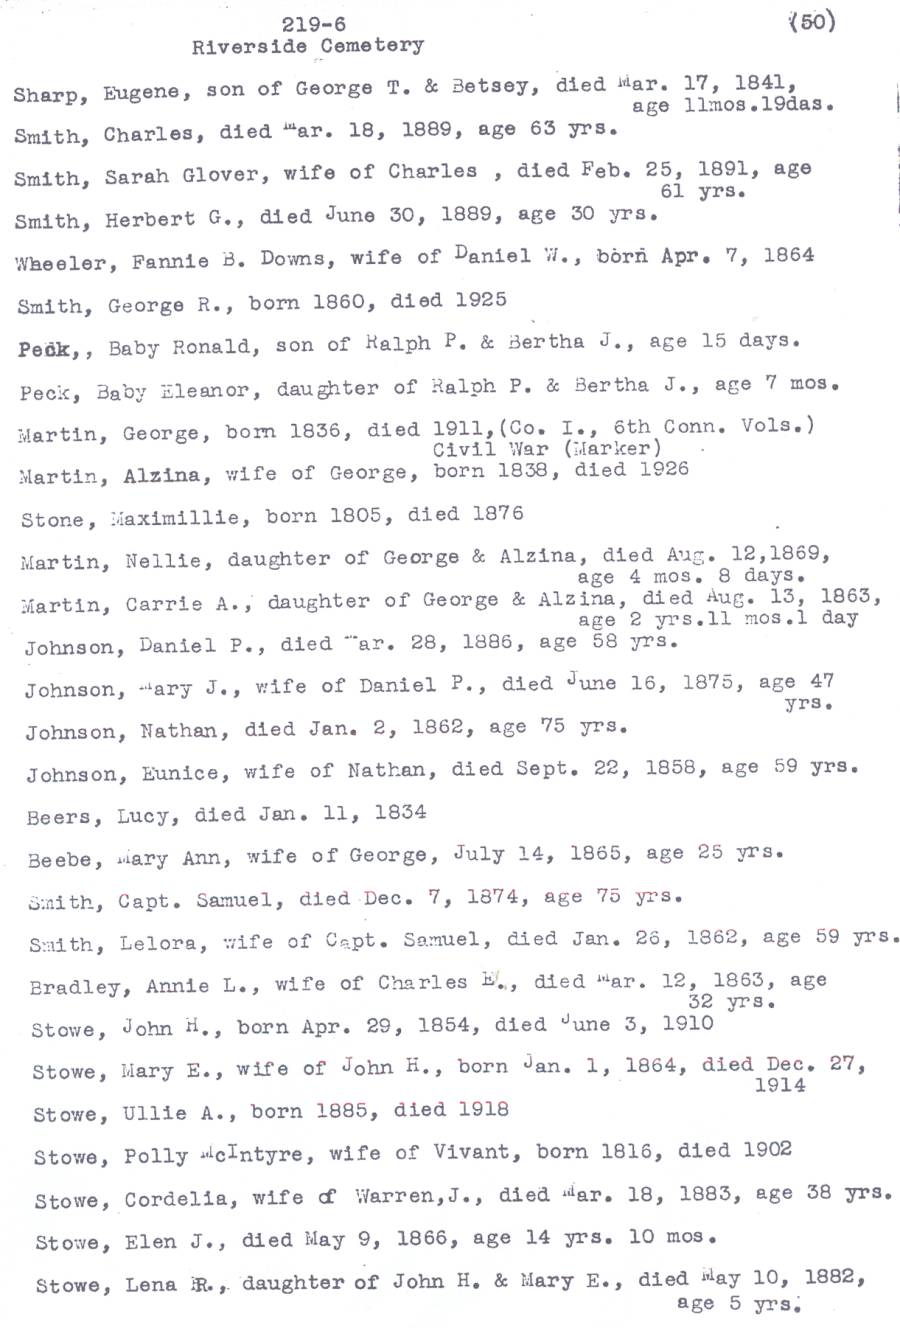 219-6
(50)
Riverside Cemetery
Sharp, Eugene, son of George T. & Betsey, died Mar. 17, 1841,
age 11mos.19das.
Smith, Charles, died Mar. 18, 1889, age 63 yrs.
Smith, Sarah Glover, wife of Charles , died Feb. 25, 1891, age
61 yrs.
Smith, Herbert G., died June 30, 1889, age 30 yrs.
Wheeler, Fannie B. Downs, wife of Daniel W., born Apr. 7, 1864
Smith, George R., born 1860, died 1925
Peck,, Baby Ronald, son of Ralph P. & Bertha J., age 15 days.
Peck, Baby Eleanor, daughter of Ralph P. & Bertha J., age 7 mos.
Martin, George, born 1836, died 1911,(Co. I., 6th Conn. Vols.)
Civil War (Marker)
Martin, Alzina, wife of George, born 1838, died 1926
Stone, Maximillie, born 1805, died 1876
Martin, Nellie, daughter of George & Alzina, died Aug. 12,1869,
age 4 mos. 8 days.
Martin, Carrie A., daughter of George & Alzina, died Aug. 13, 1863,
age 2 yrs.11 mos.1 day
Johnson, Daniel P., died Mar. 28, 1886, age 58 yrs.
Johnson, Mary J., wife of Daniel P., died June 16, 1875, age 47
yrs.
Johnson, Nathan, died Jan. 2, 1862, age 75 yrs.
Johnson, Eunice, wife of Nathan, died Sept. 22, 1858, age 59 yrs.
Beers, Lucy, died Jan. 11, 1834
Beebe, Mary Ann, wife of George, July 14, 1865, age 25 yrs.
Smith, Capt. Samuel, died Dec. 7, 1874, age 75 yrs.
Smith, Lelora, wife of Capt. Samuel, died Jan. 26, 1862, age 59 yrs.
Bradley, Annie L., wife of Charles E., died Mar. 12, 1863, age
32 yrs.
Stowe, John H., born Apr. 29, 1854, died June 3, 1910
Stowe, Mary E., wife of John H., born Jan. 1, 1864, died Dec. 27,
1914
Stowe, Ullie A., born 1885, died 1918
Stowe, Polly McIntyre, wife of Vivant, born 1816, died 1902
Stowe, Cordelia, wife of Warren,J., died Mar. 18, 1883, age 38 yrs.
Stowe, Elen J., died May 9, 1866, age 14 yrs. 10 mos.
Stowe, Lena R., daughter of John H. & Mary E., died May 10, 1882,
age 5 yrs.